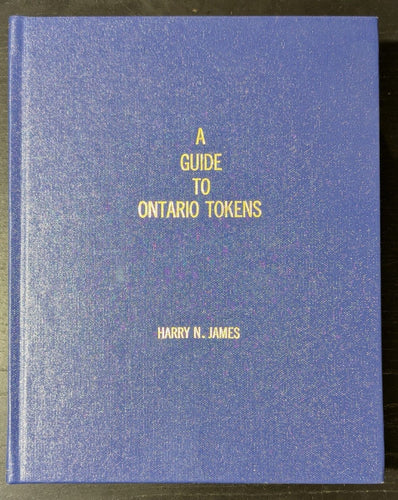 A
GUIDE
TO
ONTARIO TOKENS
HARRY N. JAMES